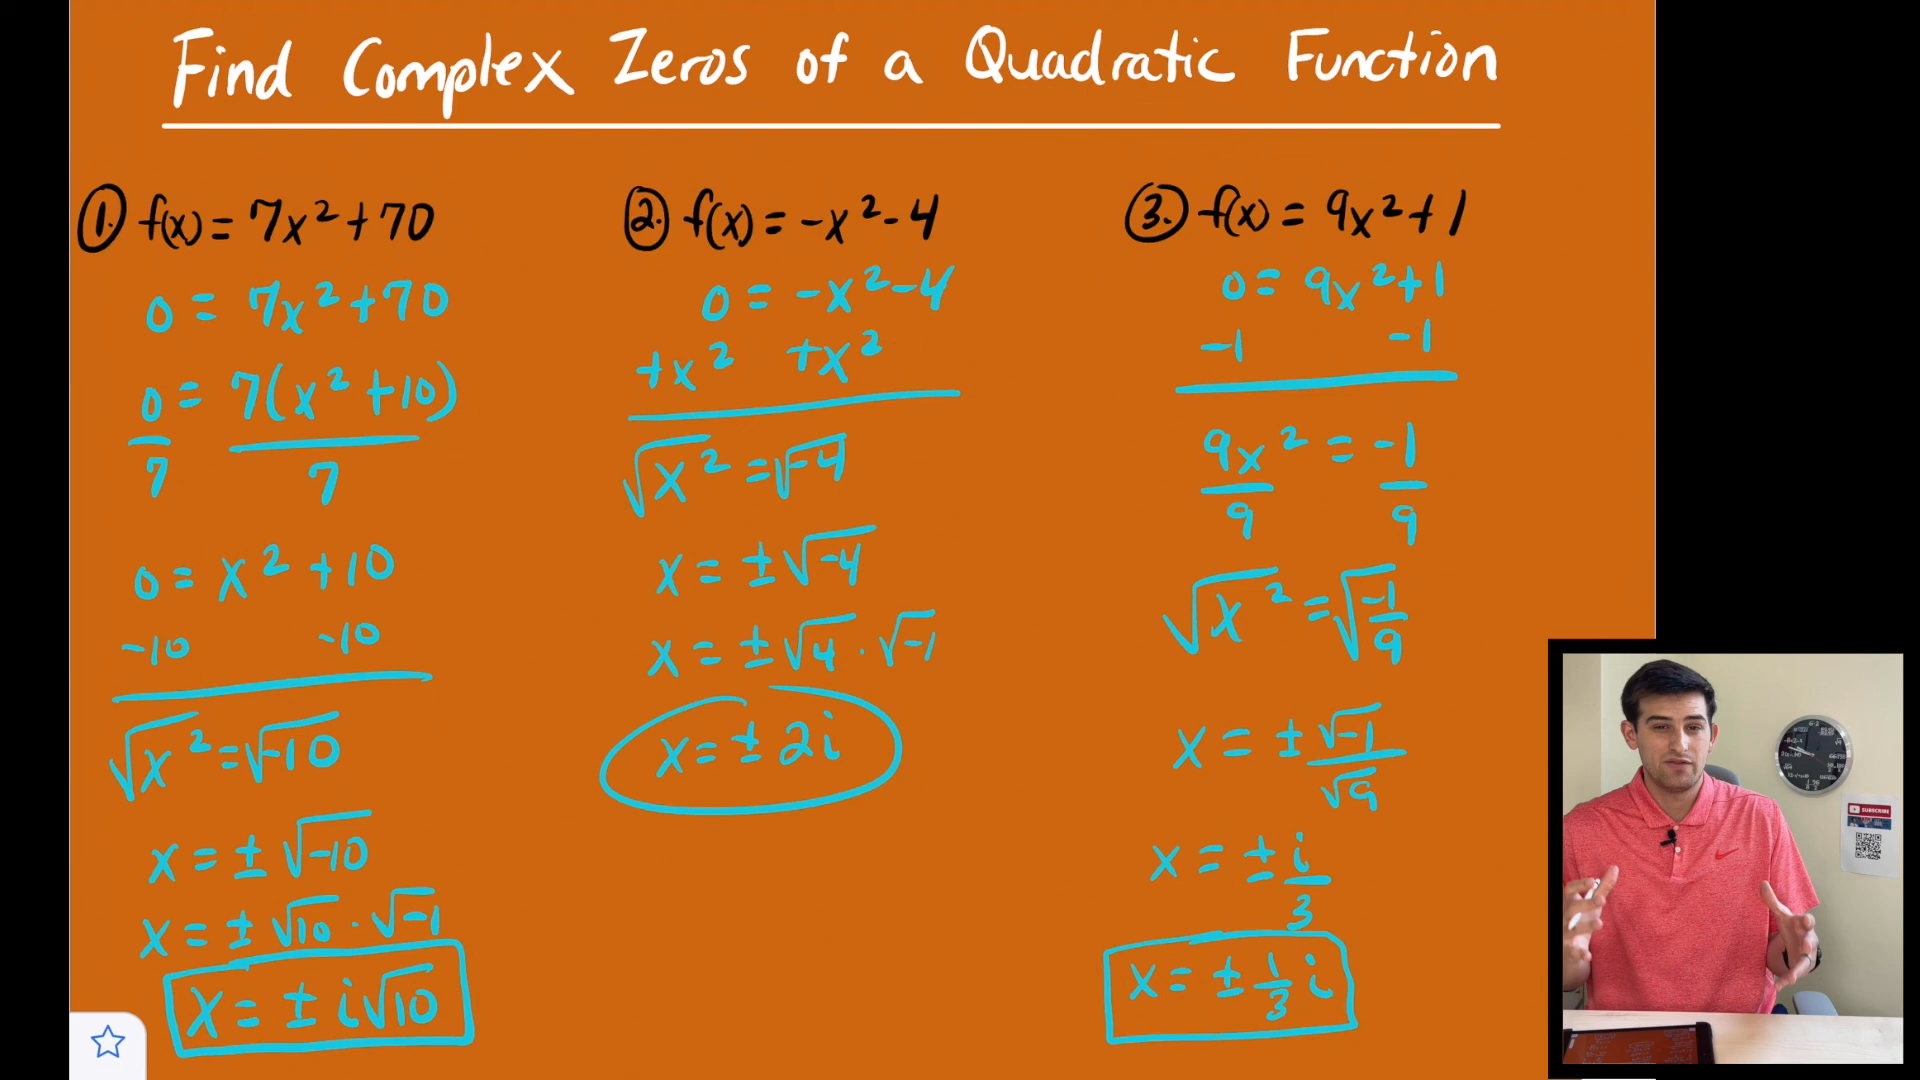 Find Complex Zeros of a Quadratic Function
1. f(x) = 7x² + 70
0 = 7x² + 70
0 = 7(x² + 10)
7 7
0 = x² + 10
-10 -10
√x² = √-10
x = ± √-10
x = ± √10 · √-1
x = ± i√10
2. f(x) = -x² - 4
0 = -x² - 4
+x² +x²
√x² = √-4
x = ± √-4
x = ± √4 · √-1
x = ± 2i
3. f(x) = 9x² + 1
0 = 9x² + 1
-1 -1
9x² = -1
9 9
√x² = √-1/9
x = ± √-1/√9
x = ± i/3
x = ± 1/3 i
SUBSCRIBE